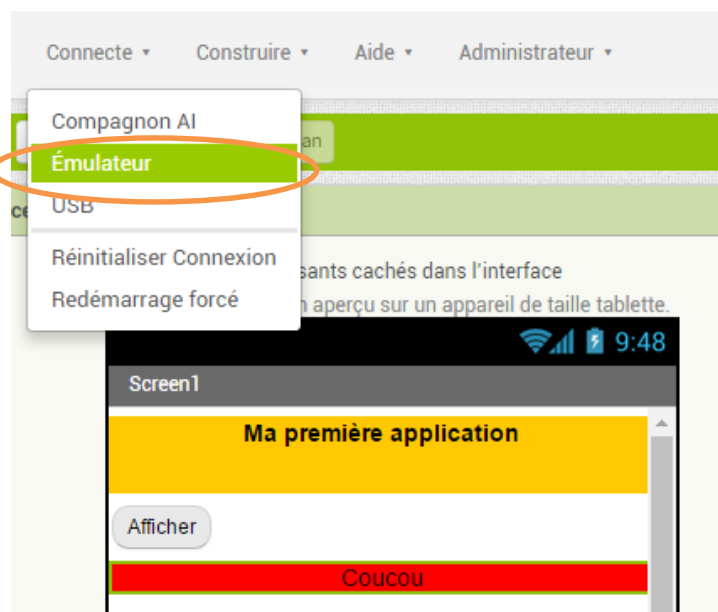 Connecte Construire Aide Administrateur
Compagnon AI
an
Émulateur
ce
USB
Réinitialiser Connexion
sants cachés dans l'interface
Redémarrage forcé
n aperçu sur un appareil de taille tablette.
9:48
Screen1
Ma première application
Afficher
Coucou